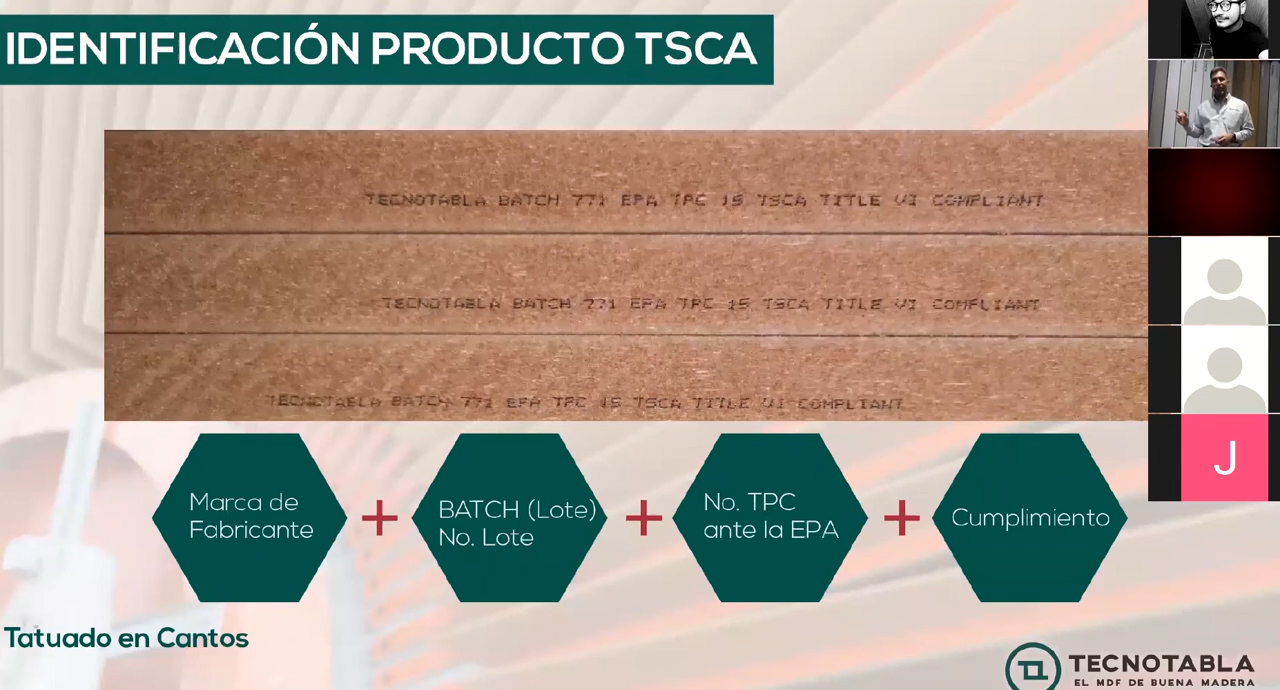 IDENTIFICACIÓN PRODUCTO TSCA
TECNOTABLA BATCH 771 EPA TPC 15 TSCA TITLE VI COMPLIANT
TECNOTABLA BATCH 771 EPA TPC 15 TSCA TITLE VI COMPLIANT
TECNOTABLA BATCH 771 EPA TPC 15 TSCA TITLE VI COMPLIANT
Marca de
Fabricante
+
BATCH (Lote)
No. Lote
+
No. TPC
ante la EPA
+
Cumplimiento
J
Tatuado en Cantos
TECNOTABLA
EL MDF DE BUENA MADERA